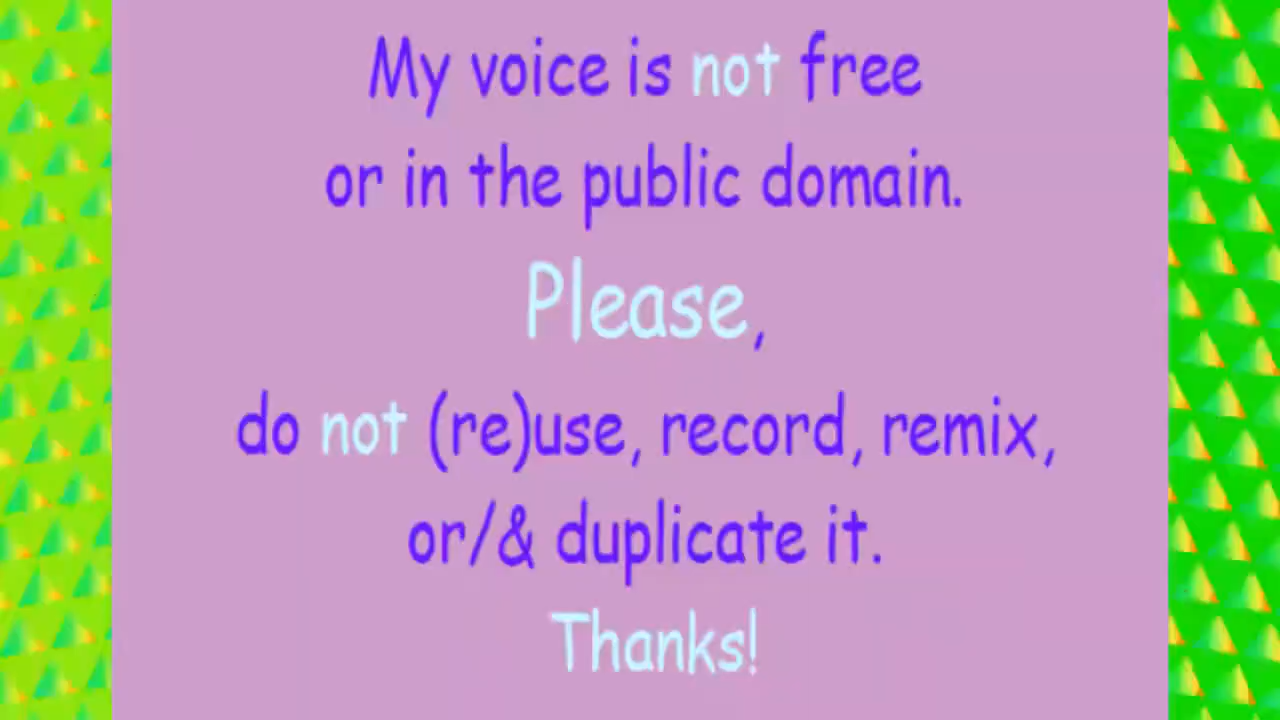 My voice is not free
or in the public domain.
Please,
do not (re)use, record, remix,
or/& duplicate it.
Thanks!